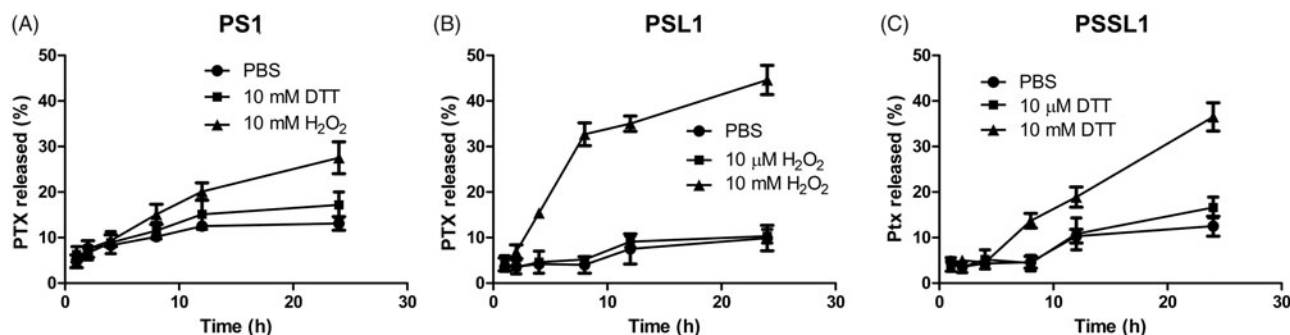 (A)
PS1
PTX released (%)
50
40
30
20
10
0
PBS
10 mM DTT
10 mM H₂O₂
0
10
20
30
Time (h)
(B)
PSL1
PTX released (%)
50
40
30
20
10
0
PBS
10 μM H₂O₂
10 mM H₂O₂
0
10
20
30
Time (h)
(C)
PSSL1
Ptx released (%)
50
40
30
20
10
0
PBS
10 μM DTT
10 mM DTT
0
10
20
30
Time (h)